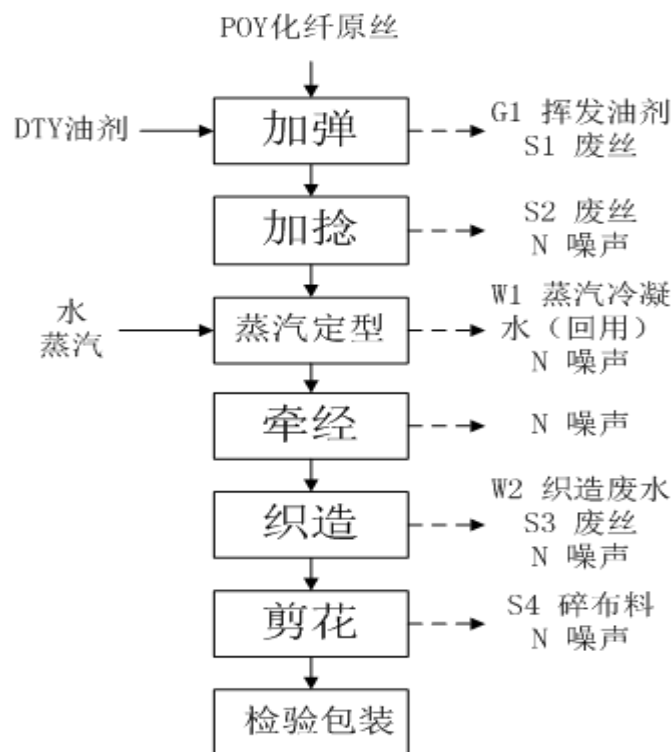 POY化纤原丝
DTY油剂
加弹
G1 挥发油剂
S1 废丝
加捻
S2 废丝
N 噪声
水
蒸汽
蒸汽定型
W1 蒸汽冷凝
水（回用）
N 噪声
牵经
N 噪声
织造
W2 织造废水
S3 废丝
N 噪声
剪花
S4 碎布料
N 噪声
检验包装